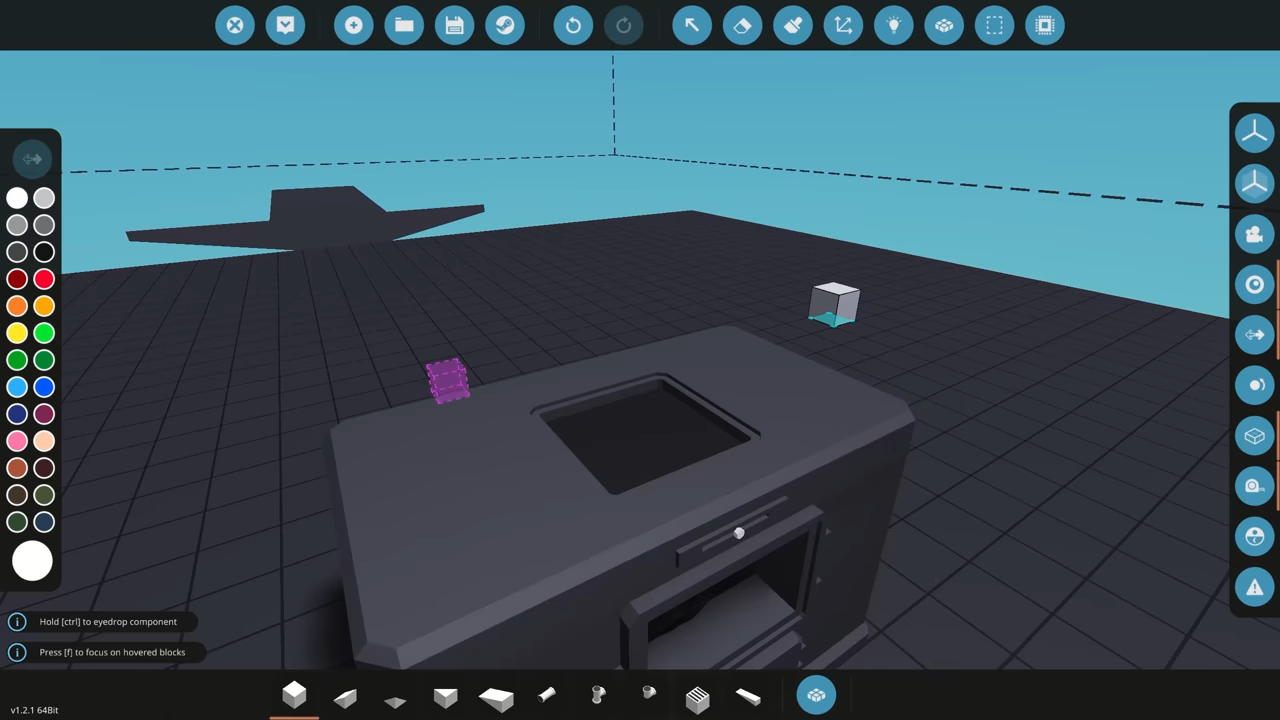 Hold [ctrl] to eyedrop component
Press [f] to focus on hovered blocks
v1.2.1 64Bit